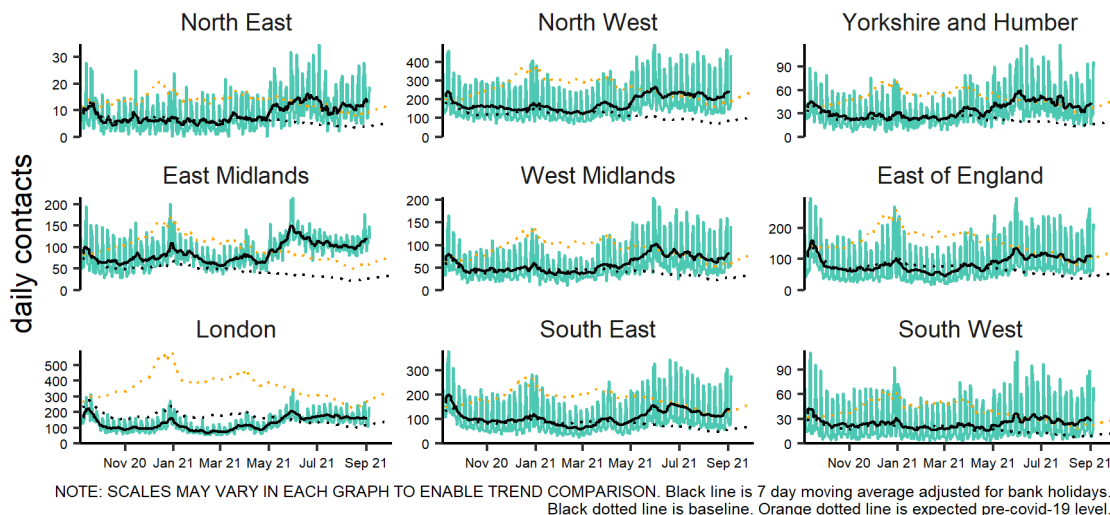 North East
North West
Yorkshire and Humber
30
20
10
0
400
300
200
100
0
90
60
30
0
daily contacts
East Midlands
West Midlands
East of England
200
150
100
50
0
200
150
100
50
0
200
100
0
London
South East
South West
500
400
300
200
100
0
300
200
100
0
90
60
30
0
Nov 20 Jan 21 Mar 21 May 21 Jul 21 Sep 21
Nov 20 Jan 21 Mar 21 May 21 Jul 21 Sep 21
Nov 20 Jan 21 Mar 21 May 21 Jul 21 Sep 21
NOTE: SCALES MAY VARY IN EACH GRAPH TO ENABLE TREND COMPARISON. Black line is 7 day moving average adjusted for bank holidays.
Black dotted line is baseline. Orange dotted line is expected pre-covid-19 level.